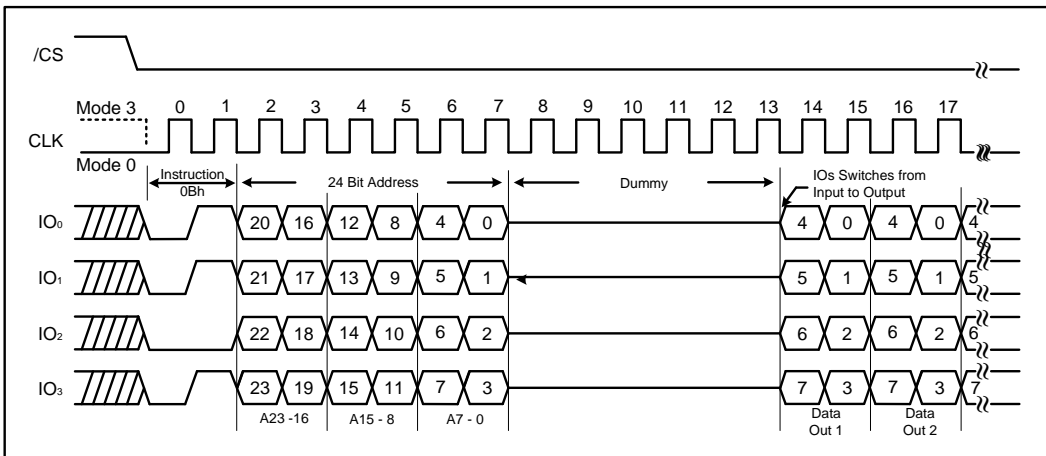 /CS
Mode 3
0 1 2 3 4 5 6 7 8 9 10 11 12 13 14 15 16 17
CLK
Mode 0
Instruction
0Bh
24 Bit Address
Dummy
IOs Switches from
Input to Output
IO₀ 20 16 12 8 4 0 4 0 4 0 4
IO₁ 21 17 13 9 5 1 5 1 5 1 5
IO₂ 22 18 14 10 6 2 6 2 6 2 6
IO₃ 23 19 15 11 7 3 7 3 7 3 7
A23 -16 A15 - 8 A7 - 0
Data
Out 1
Data
Out 2